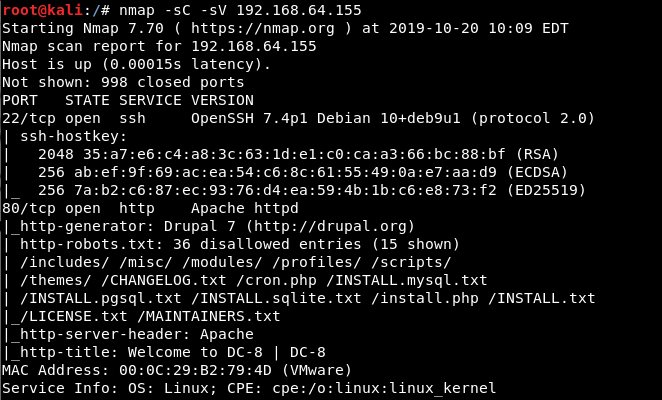 root@kali:/# nmap -sC -sV 192.168.64.155
Starting Nmap 7.70 ( https://nmap.org ) at 2019-10-20 10:09 EDT
Nmap scan report for 192.168.64.155
Host is up (0.00015s latency).
Not shown: 998 closed ports
PORT   STATE SERVICE VERSION
22/tcp open  ssh     OpenSSH 7.4p1 Debian 10+deb9u1 (protocol 2.0)
| ssh-hostkey:
|   2048 35:a7:e6:c4:a8:3c:63:1d:e1:c0:ca:a3:66:bc:88:bf (RSA)
|   256 ab:ef:9f:69:ac:ea:54:c6:8c:61:55:49:0a:e7:aa:d9 (ECDSA)
|_  256 7a:b2:c6:87:ec:93:76:d4:ea:59:4b:1b:c6:e8:73:f2 (ED25519)
80/tcp open  http    Apache httpd
|_http-generator: Drupal 7 (http://drupal.org)
| http-robots.txt: 36 disallowed entries (15 shown)
| /includes/ /misc/ /modules/ /profiles/ /scripts/
| /themes/ /CHANGELOG.txt /cron.php /INSTALL.mysql.txt
| /INSTALL.pgsql.txt /INSTALL.sqlite.txt /install.php /INSTALL.txt
|_/LICENSE.txt /MAINTAINERS.txt
|_http-server-header: Apache
|_http-title: Welcome to DC-8 | DC-8
MAC Address: 00:0C:29:B2:79:4D (VMware)
Service Info: OS: Linux; CPE: cpe:/o:linux:linux_kernel